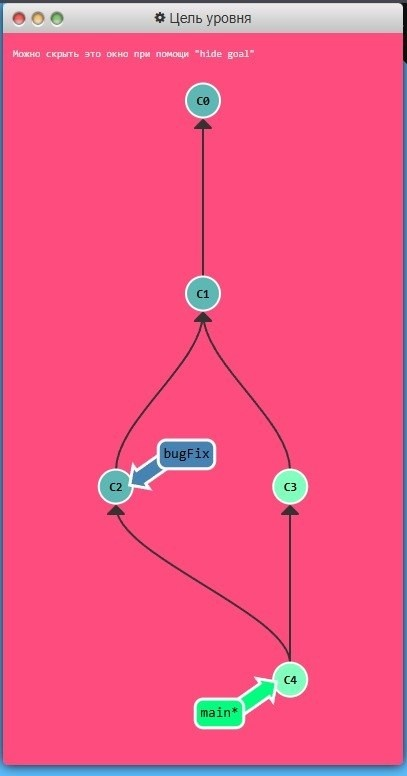 Цель уровня
Можно скрыть это окно при помощи "hide goal"
C0
C1
bugFix
C2
C3
C4
main*